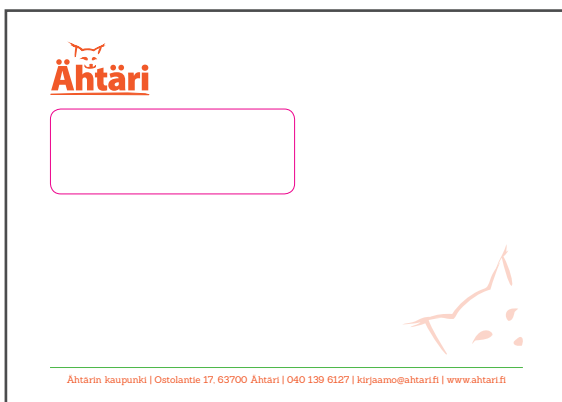 Ähtäri
Ähtärin kaupunki | Ostolantie 17, 63700 Ähtäri | 040 139 6127 | kirjaamo@ahtari.fi | www.ahtari.fi